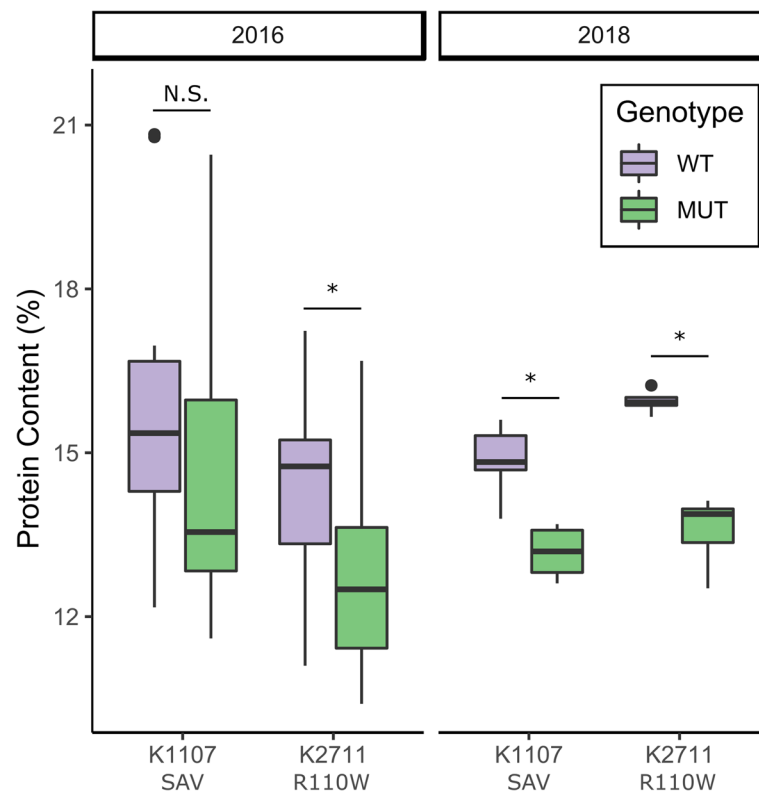 2016
2018
Protein Content (%)
21
18
15
12
N.S.
*
*
*
Genotype
WT
MUT
K1107
SAV
K2711
R110W
K1107
SAV
K2711
R110W